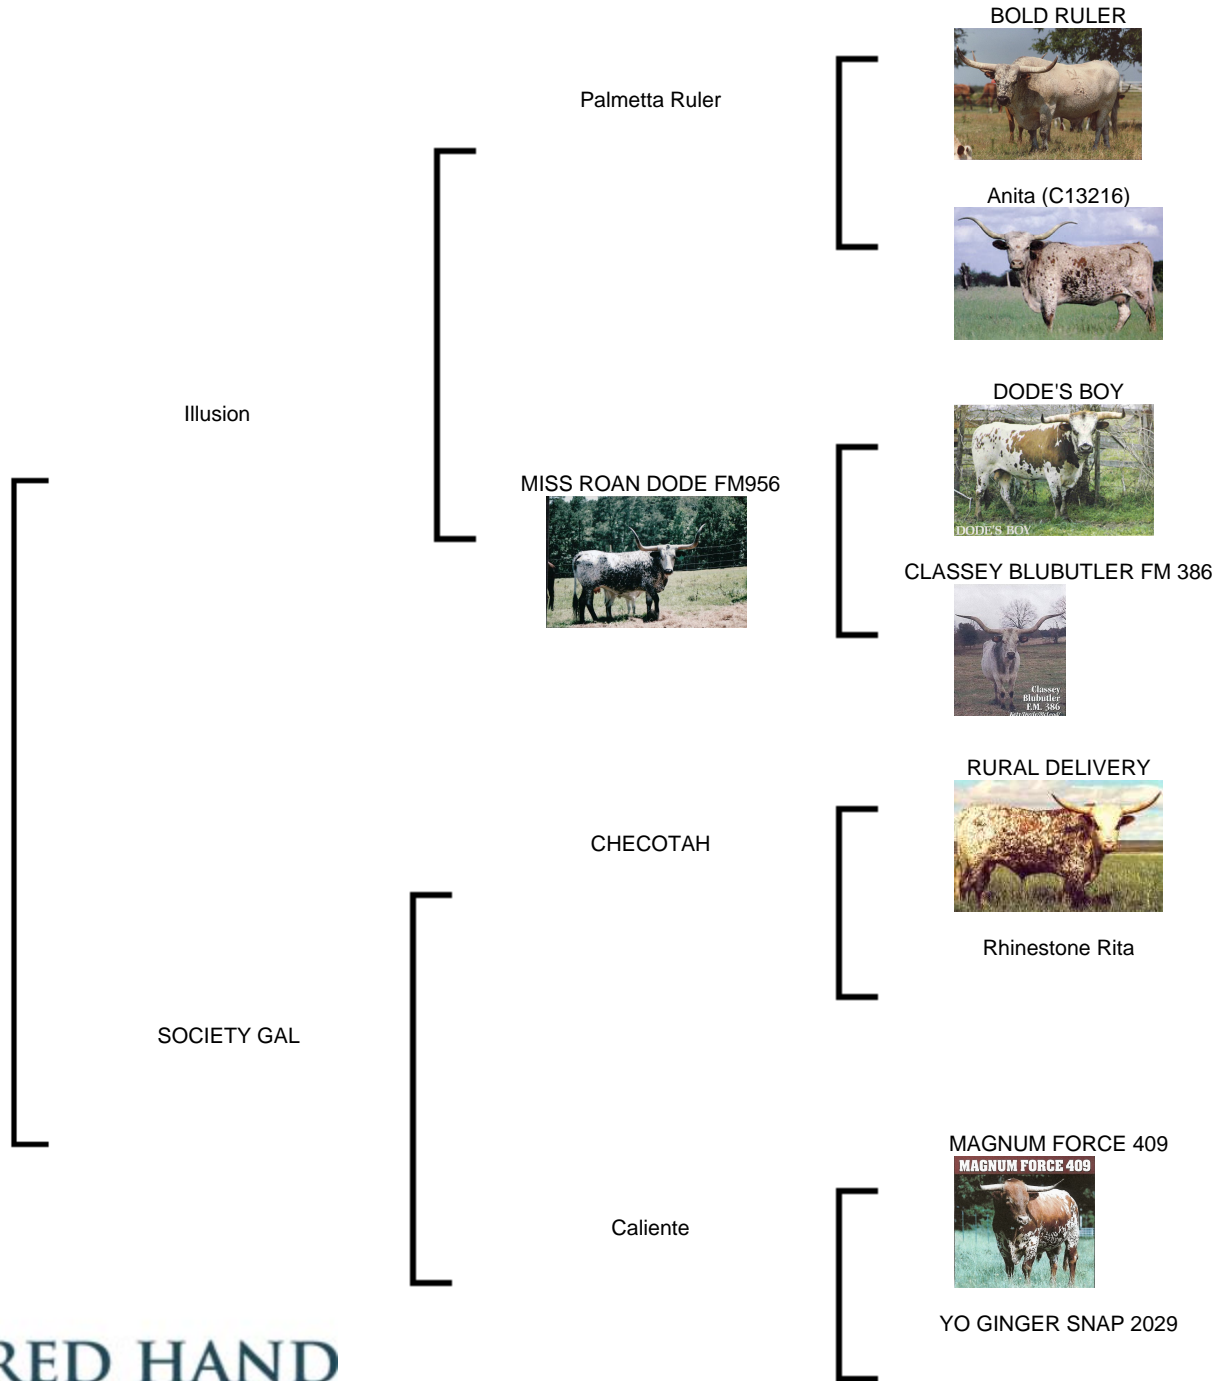 BOLD RULER
Palmetta Ruler
Anita (C13216)
Illusion
DODE'S BOY
DODE'S BOY
MISS ROAN DODE FM956
CLASSEY BLUBUTLER FM 386
Classey
Blubutler
F.M. 386
RURAL DELIVERY
CHECOTAH
Rhinestone Rita
SOCIETY GAL
MAGNUM FORCE 409
MAGNUM FORCE 409
Caliente
YO GINGER SNAP 2029
RED HAND